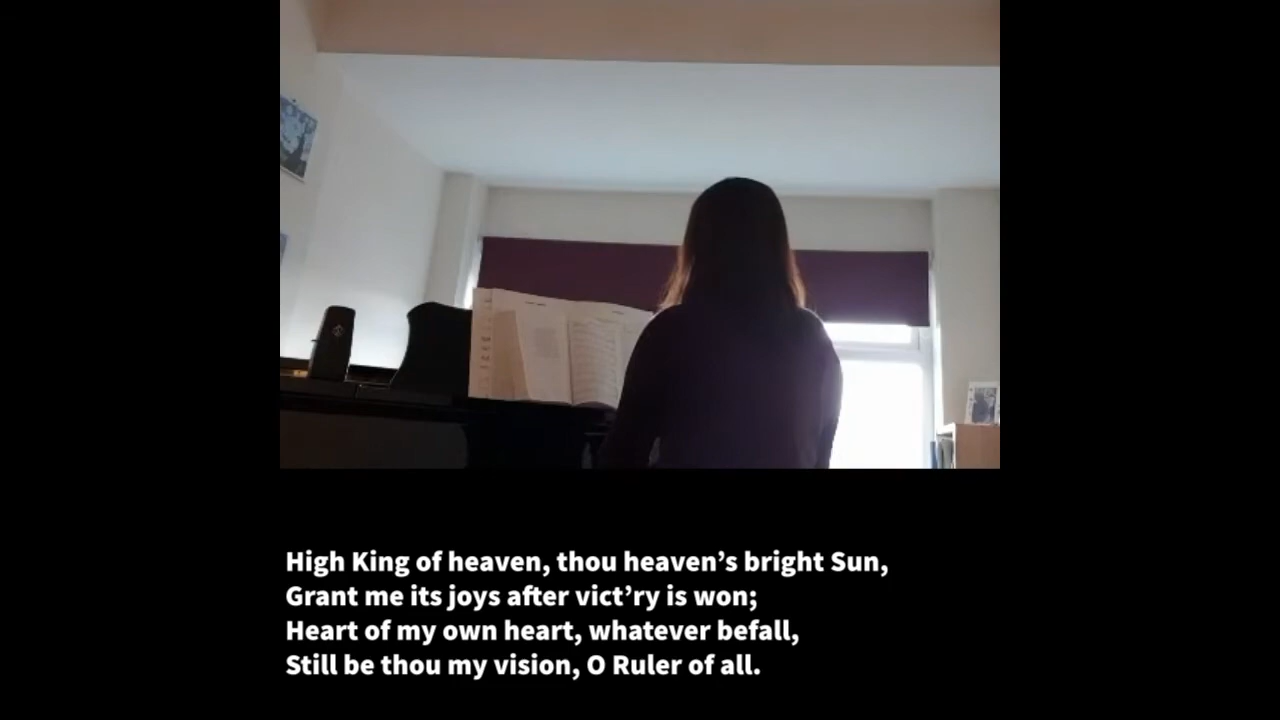 High King of heaven, thou heaven’s bright Sun,
Grant me its joys after vict’ry is won;
Heart of my own heart, whatever befall,
Still be thou my vision, O Ruler of all.